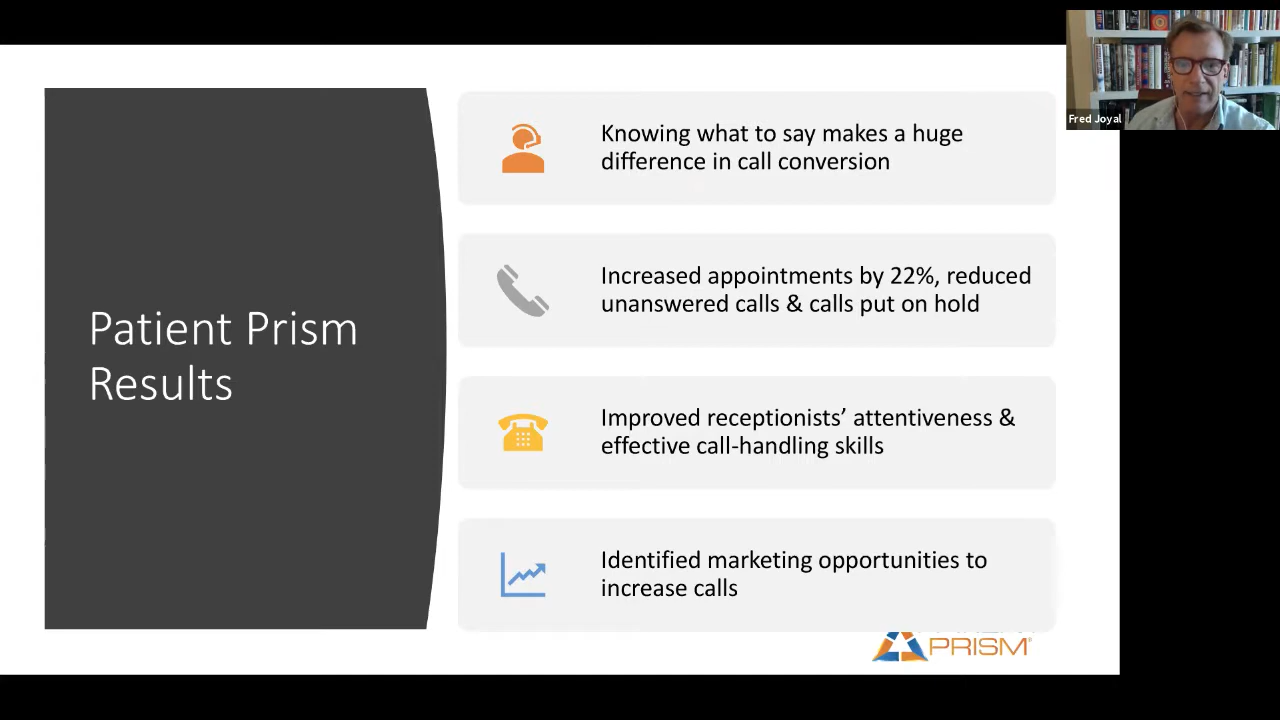 Fred Joyal
Patient Prism
Results
Knowing what to say makes a huge
difference in call conversion
Increased appointments by 22%, reduced
unanswered calls & calls put on hold
Improved receptionists’ attentiveness &
effective call-handling skills
Identified marketing opportunities to
increase calls
PRISM®